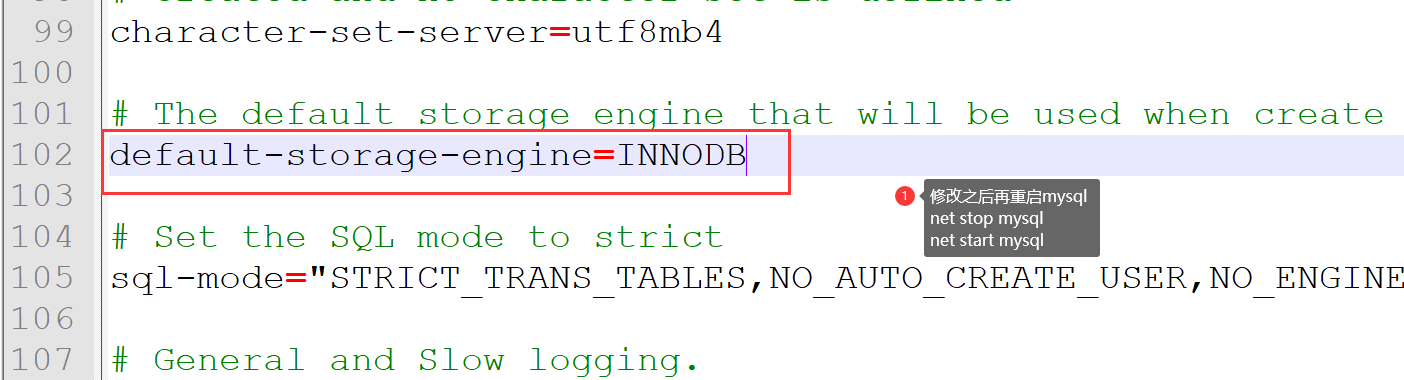 99 character-set-server=utf8mb4
100
101 # The default storage engine that will be used when create
102 default-storage-engine=INNODB
103
1 修改之后再重启mysql
net stop mysql
net start mysql
104 # Set the SQL mode to strict
105 sql-mode="STRICT_TRANS_TABLES,NO_AUTO_CREATE_USER,NO_ENGINE
106
107 # General and Slow logging.